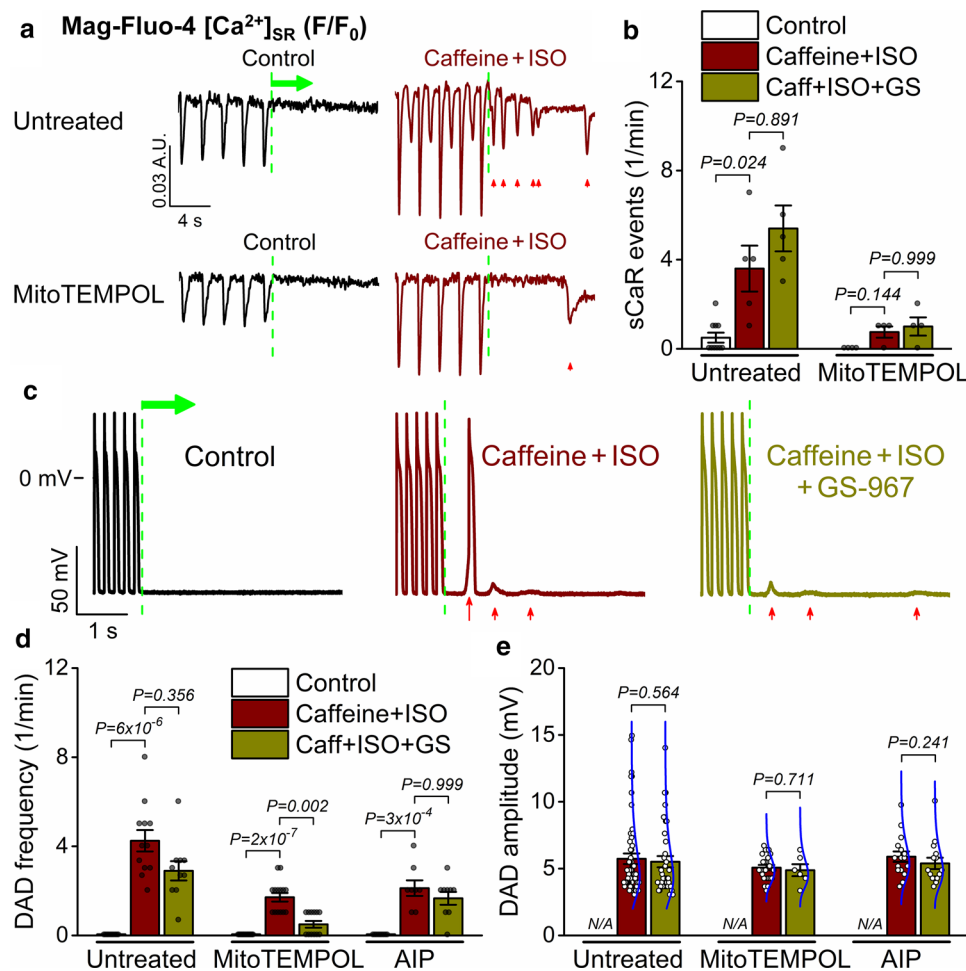 a Mag-Fluo-4 [Ca²⁺]SR (F/F₀)
Control
Caffeine + ISO
Untreated
0.03 A.U.
4 s
Control
Caffeine + ISO
MitoTEMPOL
b
Control
Caffeine+ISO
Caff+ISO+GS
sCaR events (1/min)
12
8
4
0
P=0.024
P=0.891
P=0.144
P=0.999
Untreated
MitoTEMPOL
c
0 mV
50 mV
1 s
Control
Caffeine + ISO
Caffeine + ISO
+ GS-967
d
DAD frequency (1/min)
12
8
4
0
Control
Caffeine+ISO
Caff+ISO+GS
P=0.356
P=6x10⁻⁶
P=0.002
P=2x10⁻⁷
P=0.999
P=3x10⁻⁴
Untreated
MitoTEMPOL
AIP
e
DAD amplitude (mV)
20
15
10
5
0
P=0.564
P=0.711
P=0.241
N/A
N/A
N/A
Untreated
MitoTEMPOL
AIP